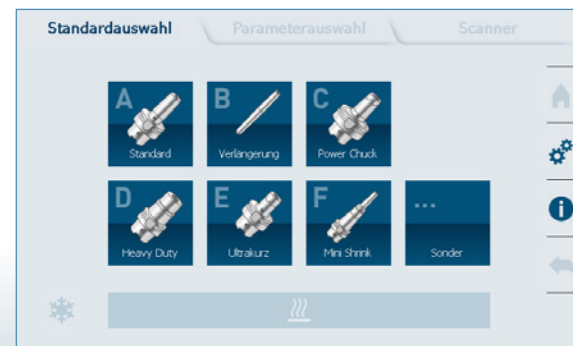 Standardauswahl
Parameterauswahl
Scanner
A
Standard
B
Verlängerung
C
Power Chuck
D
Heavy Duty
E
Ultrakurz
F
Mini Shrink
...
Sonder
i